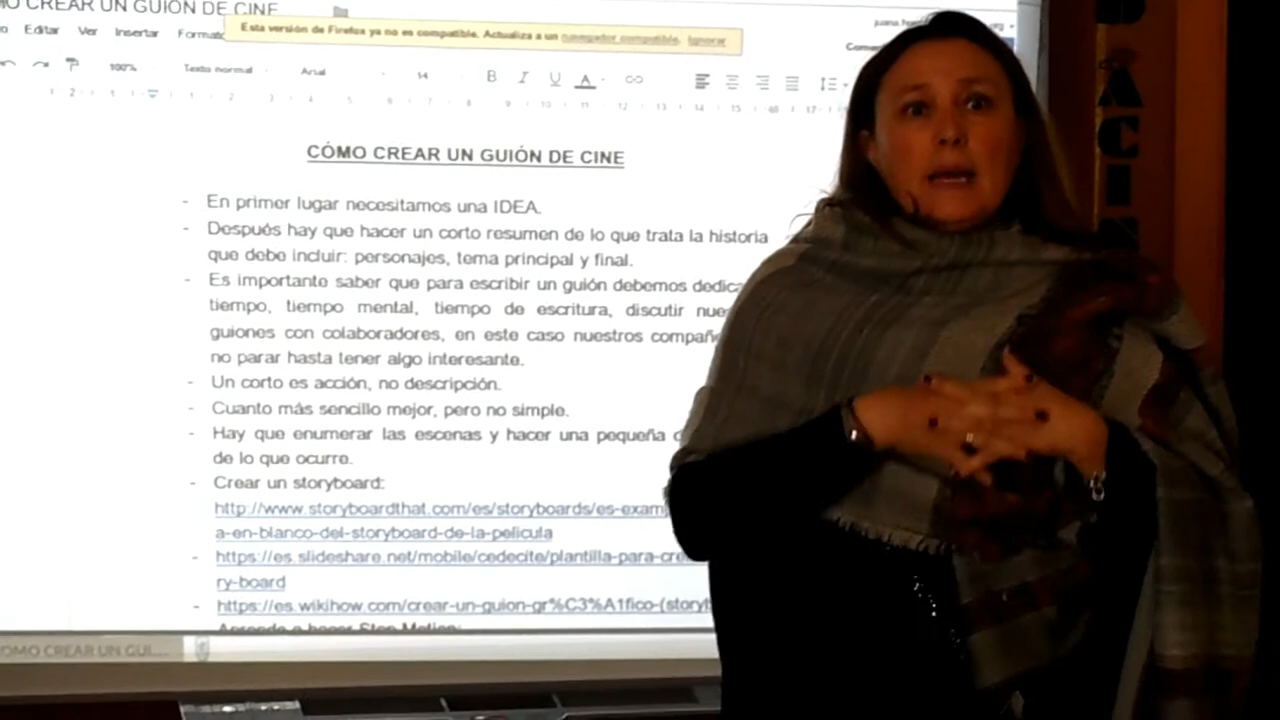 CREAR UN GUIÓN DE CINE
Editar Ver Insertar Formato
Esta versión de Firefox ya no es compatible. Actualiza a un navegador compatible. Ignorar
100% Texto normal Arial 14 B I U A
CÓMO CREAR UN GUIÓN DE CINE
- En primer lugar necesitamos una IDEA.
- Después hay que hacer un corto resumen de lo que trata la historia
que debe incluir: personajes, tema principal y final.
- Es importante saber que para escribir un guión debemos dedica
tiempo, tiempo mental, tiempo de escritura, discutir nue
guiones con colaboradores, en este caso nuestros compañ
no parar hasta tener algo interesante.
- Un corto es acción, no descripción.
- Cuanto más sencillo mejor, pero no simple.
- Hay que enumerar las escenas y hacer una pequeña
de lo que ocurre.
- Crear un storyboard:
http://www.storyboardthat.com/es/storyboards/es-exam
a-en-blanco-del-storyboard-de-la-pelicula
- https://es.slideshare.net/mobile/cedecite/plantilla-para-cre
ry-board
- https://es.wikihow.com/crear-un-guion-gr%C3%A1fico-(storyb
Aprende a hacer Stop Motion:
OMO CREAR UN GUI...